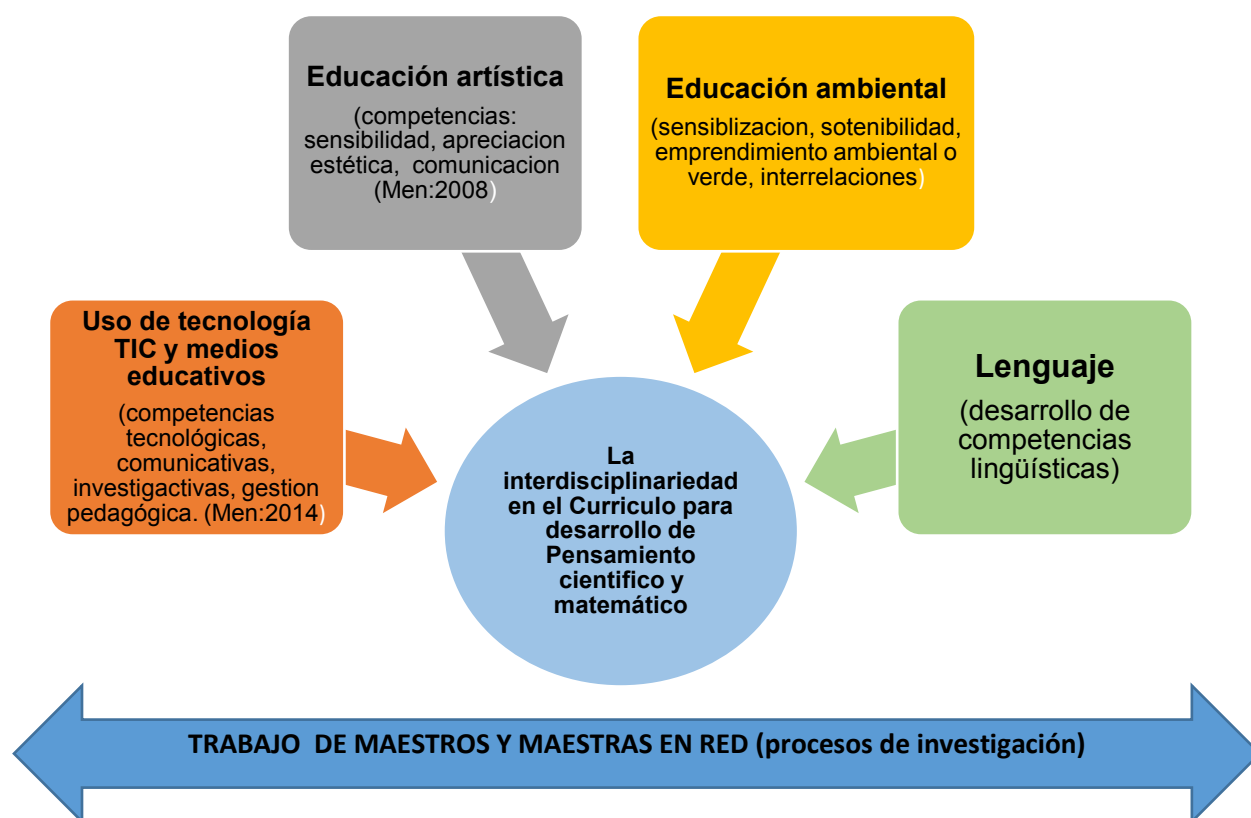 Educación artística
(competencias:
sensibilidad, apreciacion
estética, comunicacion
(Men:2008)
Educación ambiental
(sensiblizacion, sotenibilidad,
emprendimiento ambiental o
verde, interrelaciones)
Uso de tecnología
TIC y medios
educativos
(competencias
tecnológicas,
comunicativas,
investigactivas, gestion
pedagógica. (Men:2014)
Lenguaje
(desarrollo de
competencias
lingüísticas)
La
interdisciplinariedad
en el Curriculo para
desarrollo de
Pensamiento
cientifico y
matemático
TRABAJO DE MAESTROS Y MAESTRAS EN RED (procesos de investigación)